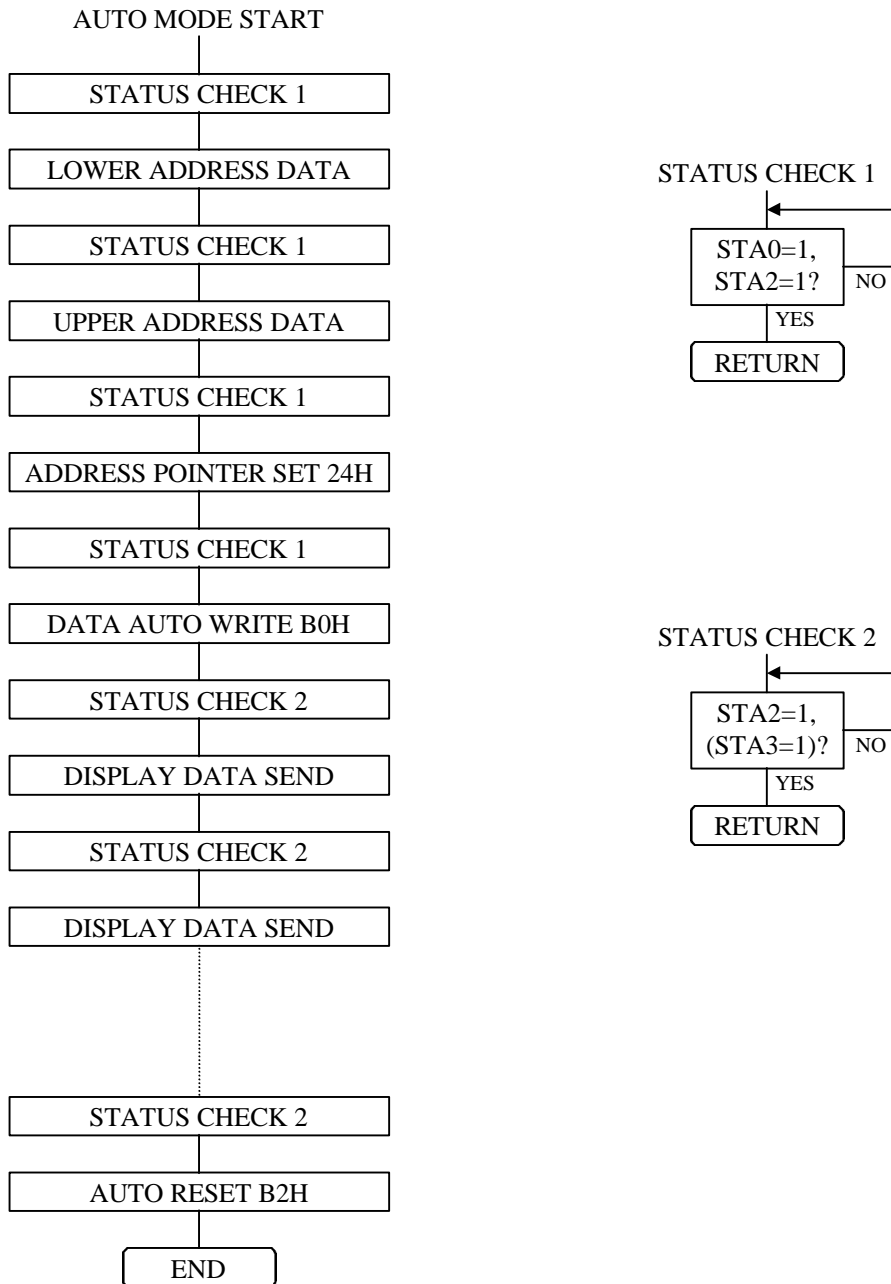 AUTO MODE START
STATUS CHECK 1
LOWER ADDRESS DATA
STATUS CHECK 1
UPPER ADDRESS DATA
STATUS CHECK 1
ADDRESS POINTER SET 24H
STATUS CHECK 1
DATA AUTO WRITE B0H
STATUS CHECK 2
DISPLAY DATA SEND
STATUS CHECK 2
DISPLAY DATA SEND
STATUS CHECK 2
AUTO RESET B2H
END
STATUS CHECK 1
STA0=1,
STA2=1?
NO
YES
RETURN
STATUS CHECK 2
STA2=1,
(STA3=1)?
NO
YES
RETURN